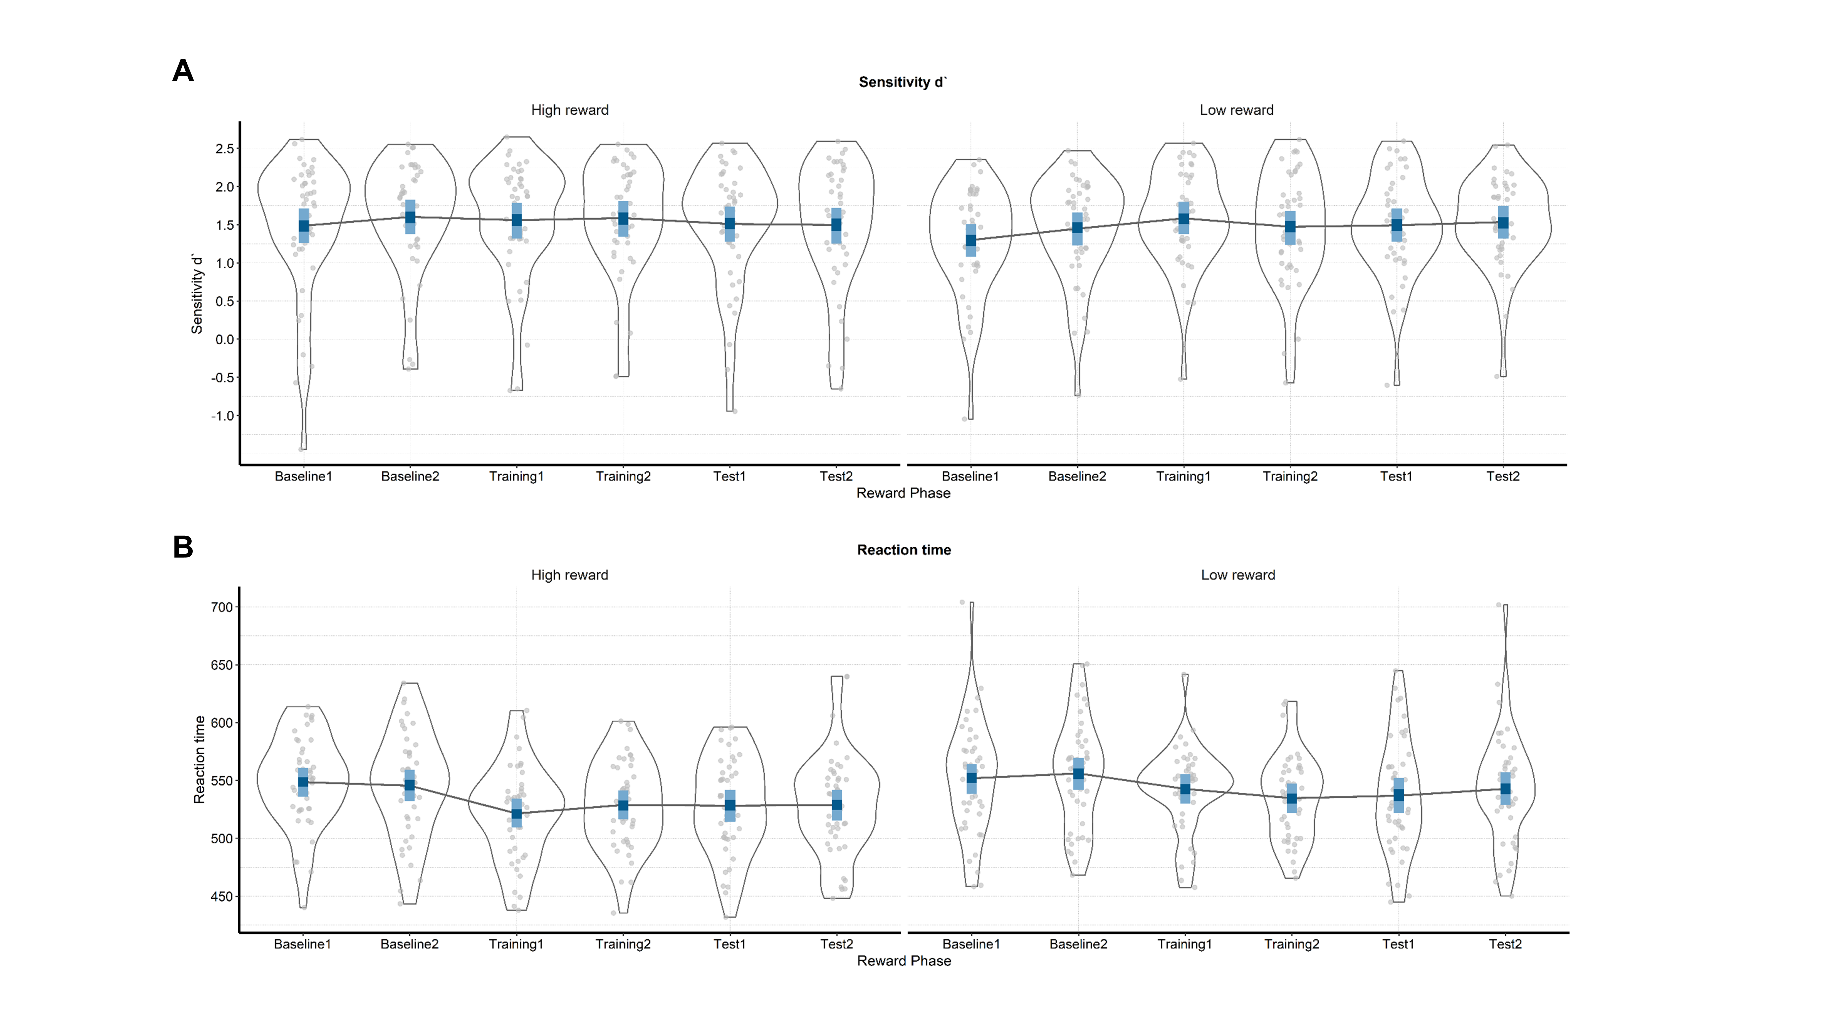 A
Sensitivity d`
High reward
Low reward
Sensitivity d`
2.5
2.0
1.5
1.0
0.5
0.0
-0.5
-1.0
Baseline1 Baseline2 Training1 Training2 Test1 Test2 Baseline1 Baseline2 Training1 Training2 Test1 Test2
Reward Phase
B
Reaction time
High reward
Low reward
Reaction time
700
650
600
550
500
450
Baseline1 Baseline2 Training1 Training2 Test1 Test2 Baseline1 Baseline2 Training1 Training2 Test1 Test2
Reward Phase